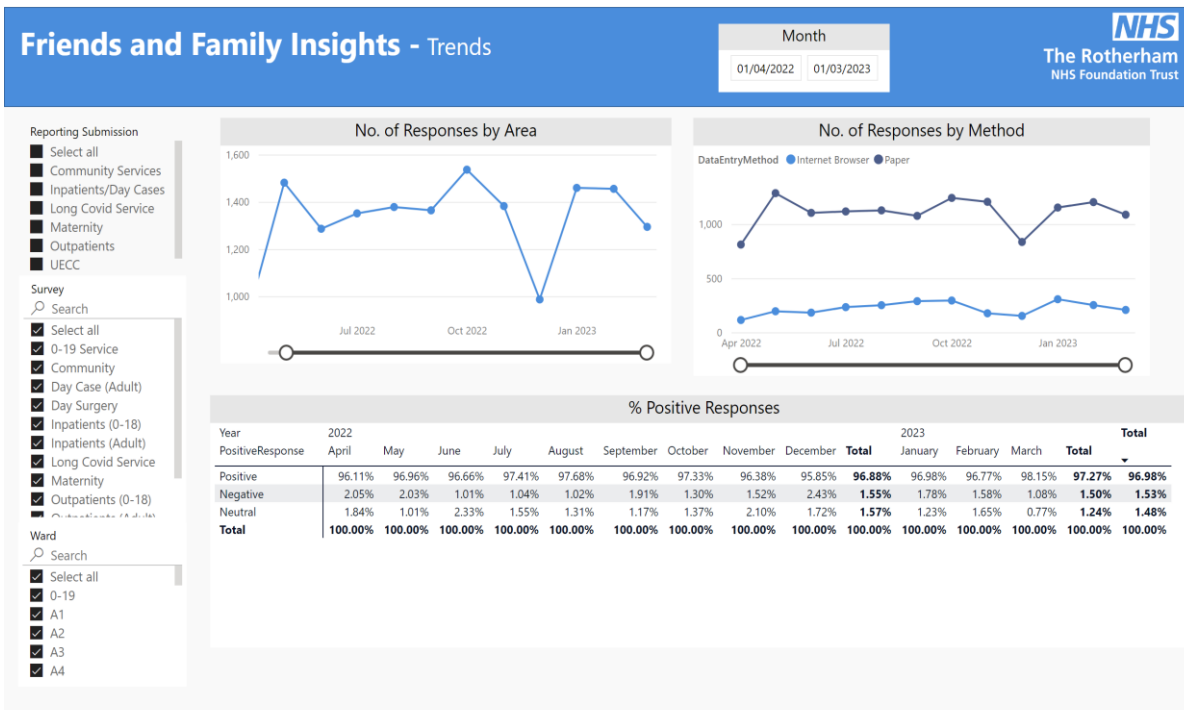 Friends and Family Insights - Trends
Month
01/04/2022 01/03/2023
NHS
The Rotherham
NHS Foundation Trust
Reporting Submission
Select all
Community Services
Inpatients/Day Cases
Long Covid Service
Maternity
Outpatients
UECC
Survey
Search
Select all
0-19 Service
Community
Day Case (Adult)
Day Surgery
Inpatients (0-18)
Inpatients (Adult)
Long Covid Service
Maternity
Outpatients (0-18)
Ward
Search
Select all
0-19
A1
A2
A3
A4
No. of Responses by Area
1,600
1,400
1,200
1,000
Jul 2022 Oct 2022 Jan 2023
No. of Responses by Method
DataEntryMethod Internet Browser Paper
1,000
500
0
Apr 2022 Jul 2022 Oct 2022 Jan 2023
% Positive Responses
Year 2022 2023 Total
PositiveResponse April May June July August September October November December Total January February March Total
Positive 96.11% 96.96% 96.66% 97.41% 97.68% 96.92% 97.33% 96.38% 95.85% 96.88% 96.98% 96.77% 98.15% 97.27% 96.98%
Negative 2.05% 2.03% 1.01% 1.04% 1.02% 1.91% 1.30% 1.52% 2.43% 1.55% 1.78% 1.58% 1.08% 1.50% 1.53%
Neutral 1.84% 1.01% 2.33% 1.55% 1.31% 1.17% 1.37% 2.10% 1.72% 1.57% 1.23% 1.65% 0.77% 1.24% 1.48%
Total 100.00% 100.00% 100.00% 100.00% 100.00% 100.00% 100.00% 100.00% 100.00% 100.00% 100.00% 100.00% 100.00% 100.00% 100.00%